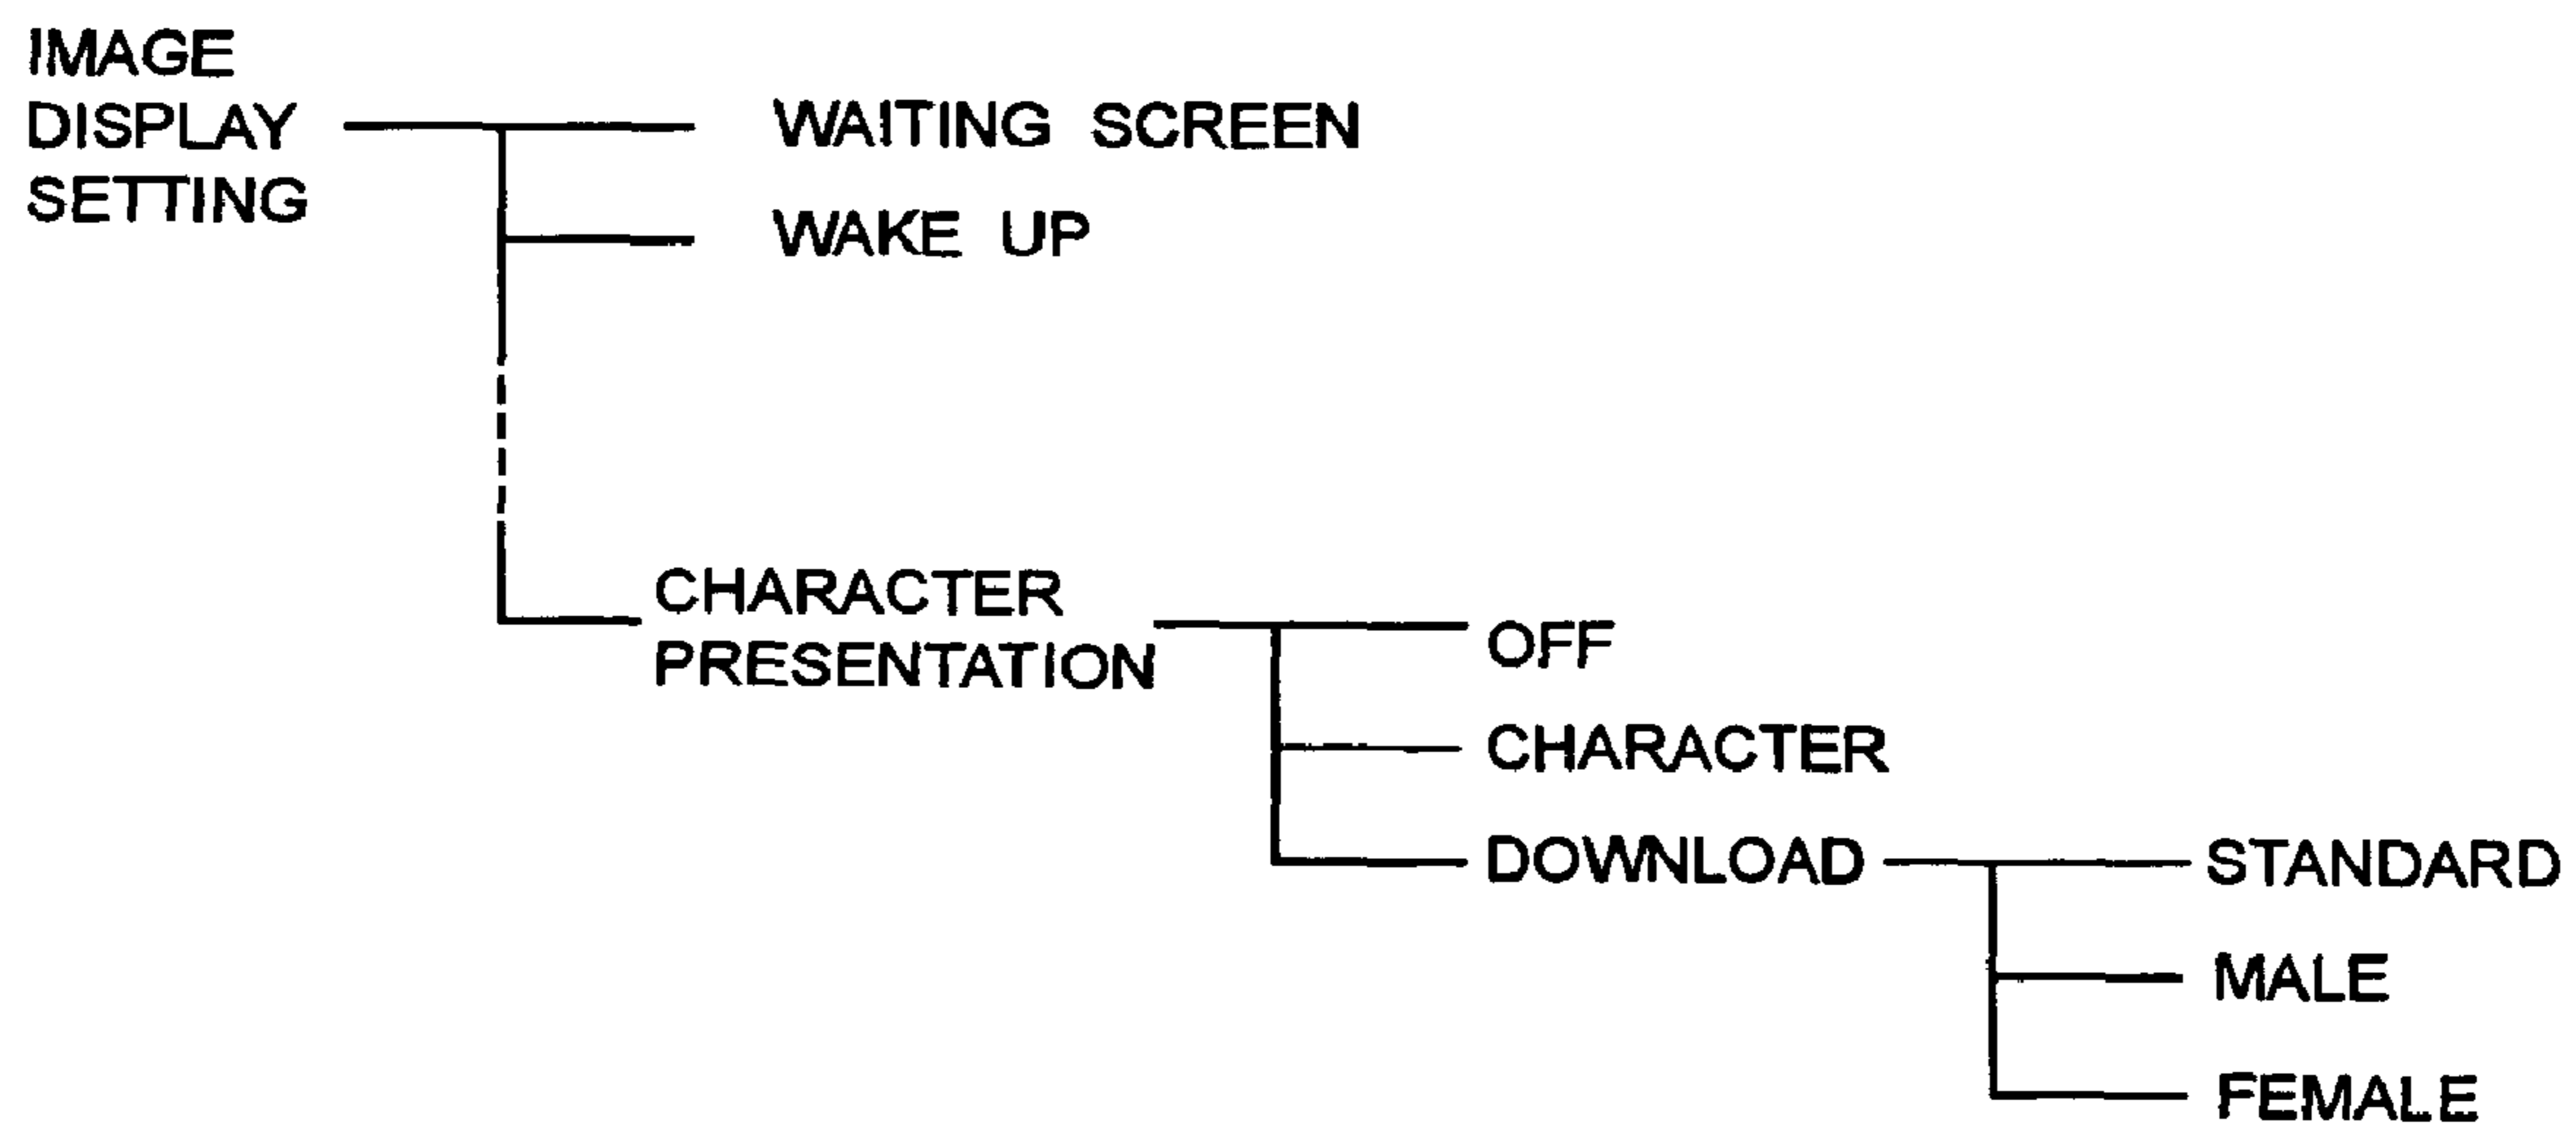 IMAGE
DISPLAY
SETTING
WAITING SCREEN
WAKE UP
CHARACTER
PRESENTATION
OFF
CHARACTER
DOWNLOAD
STANDARD
MALE
FEMALE